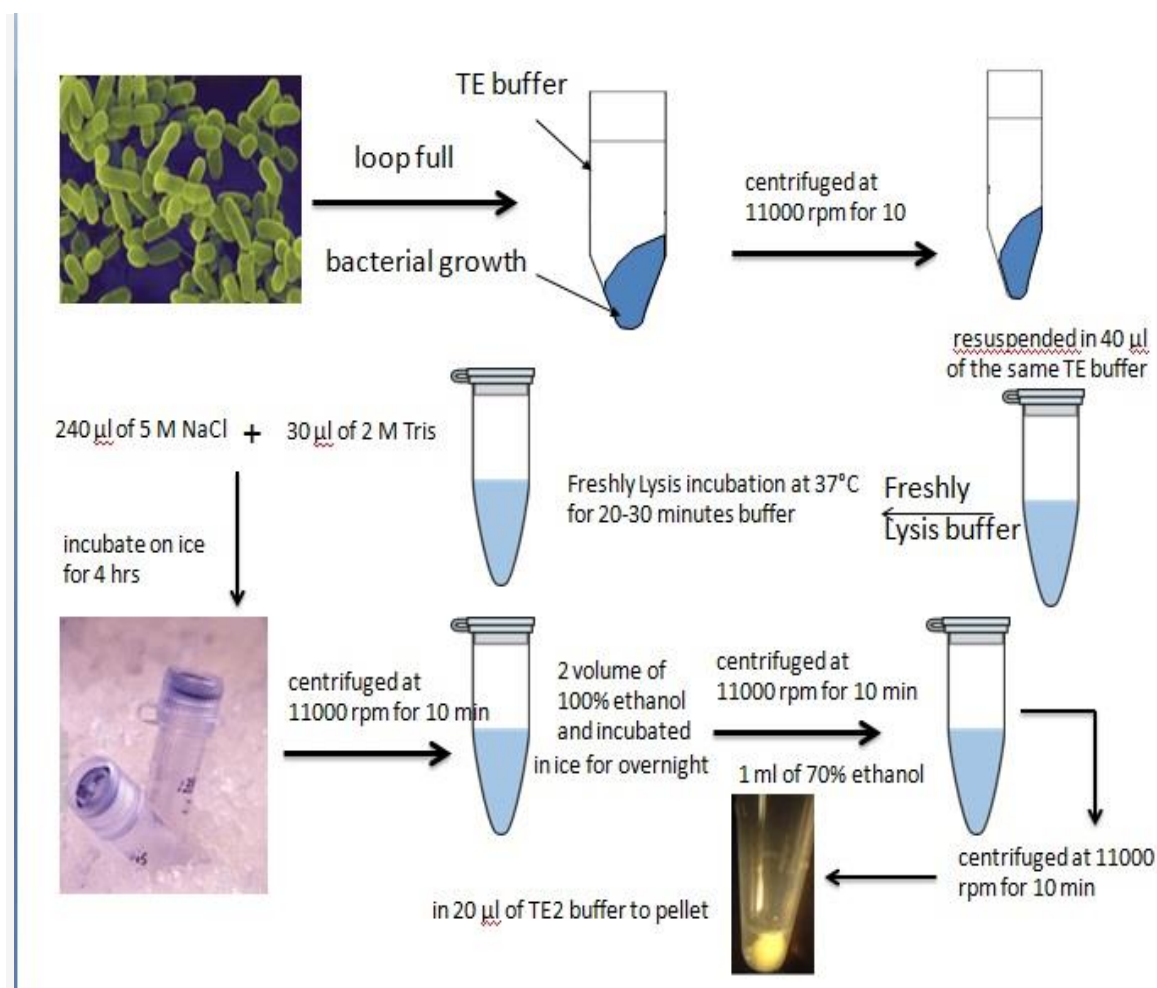 TE buffer
loop full
bacterial growth
centrifuged at
11000 rpm for 10
resuspended in 40 µl
of the same TE buffer
Freshly
Lysis buffer
Freshly Lysis incubation at 37°C
for 20-30 minutes buffer
240 µl of 5 M NaCl + 30 µl of 2 M Tris
incubate on ice
for 4 hrs
centrifuged at
11000 rpm for 10 min
2 volume of
100% ethanol
and incubated
in ice for overnight
centrifuged at
11000 rpm for 10 min
1 ml of 70% ethanol
centrifuged at 11000
rpm for 10 min
in 20 µl of TE2 buffer to pellet